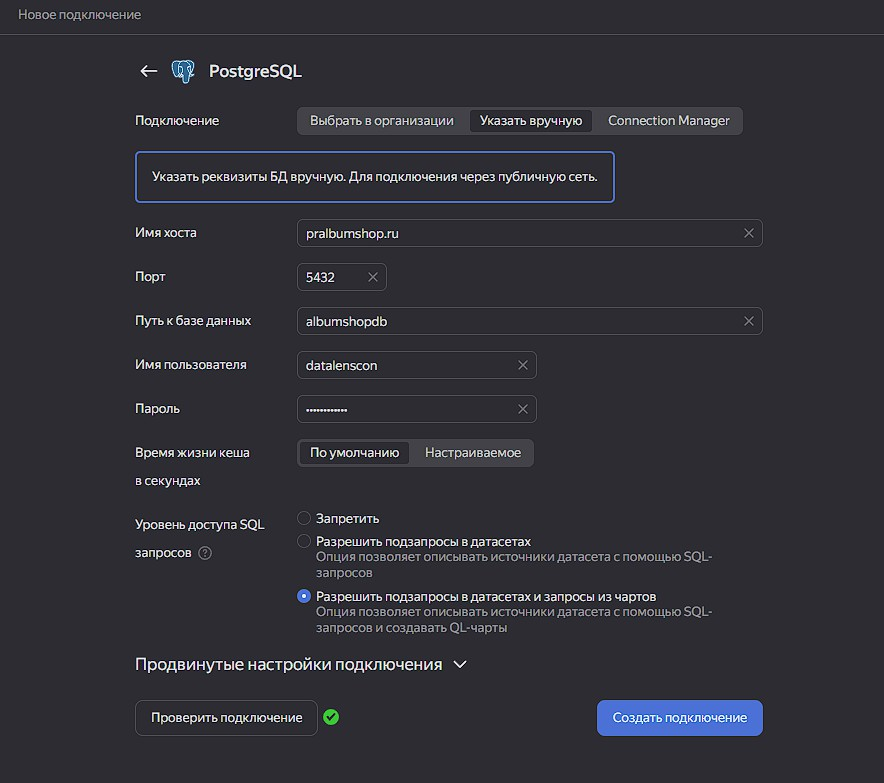 Новое подключение
PostgreSQL
Подключение
Выбрать в организации
Указать вручную
Connection Manager
Указать реквизиты БД вручную. Для подключения через публичную сеть.
Имя хоста
pralbumshop.ru
Порт
5432
Путь к базе данных
albumshopdb
Имя пользователя
datalenscon
Пароль
••••••••••••
Время жизни кеша
в секундах
По умолчанию
Настраиваемое
Уровень доступа SQL
запросов
Запретить
Разрешить подзапросы в датасетах
Опция позволяет описывать источники датасета с помощью SQL-
запросов
Разрешить подзапросы в датасетах и запросы из чартов
Опция позволяет описывать источники датасета с помощью SQL-
запросов и создавать QL-чарты
Продвинутые настройки подключения
Проверить подключение
Создать подключение